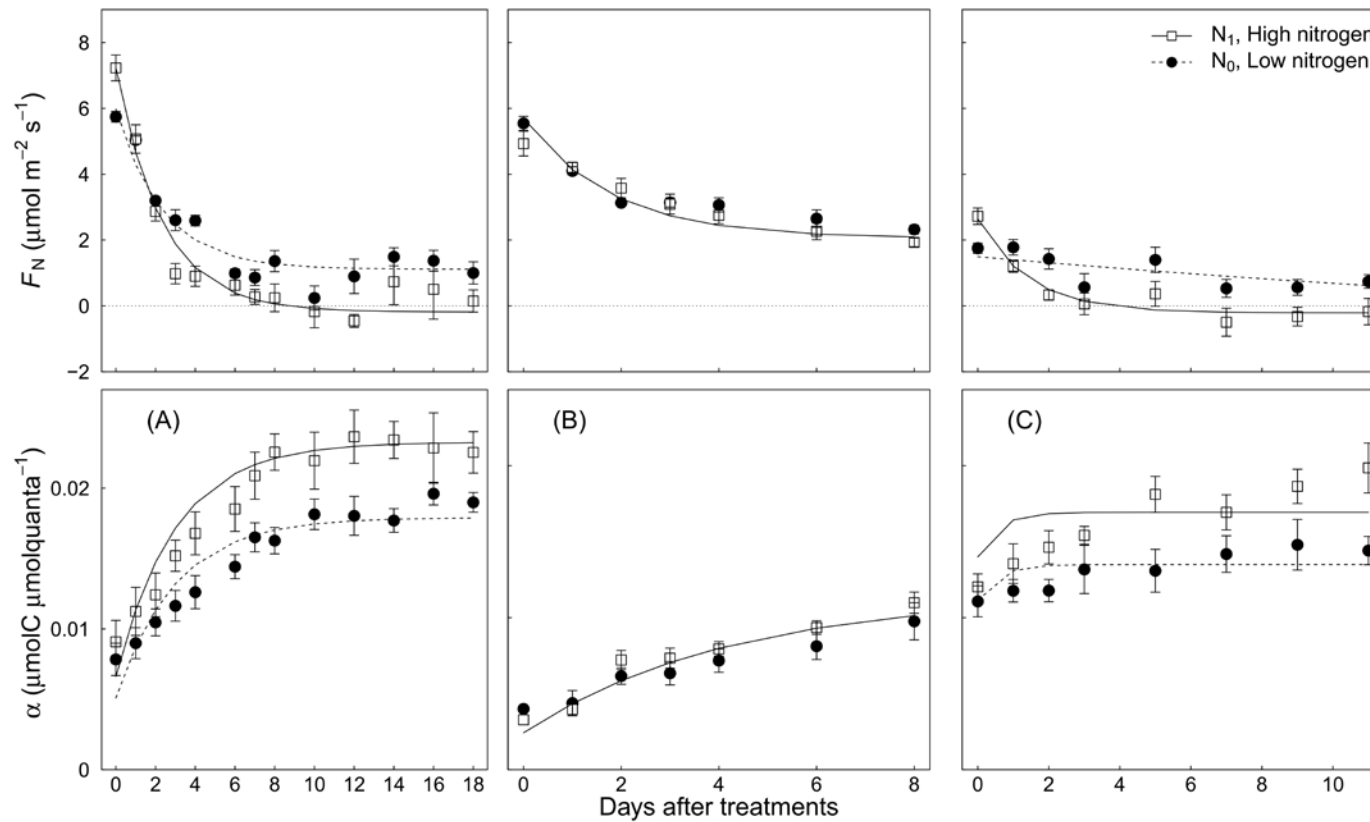 N₁, High nitrogen
N₀, Low nitrogen
F_N (μmol m⁻² s⁻¹)
8
6
4
2
0
−2
(A)
(B)
(C)
α (μmolC μmolquanta⁻¹)
0.02
0.01
0
0 2 4 6 8 10 12 14 16 18
0 2 4 6 8
0 2 4 6 8 10
Days after treatments